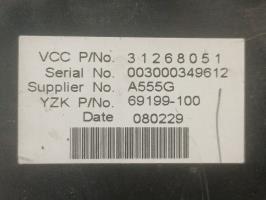 VCC P/No. 31268051
Serial No. 003000349612
Supplier No. A555G
YZK P/No. 69199-100
Date 080229